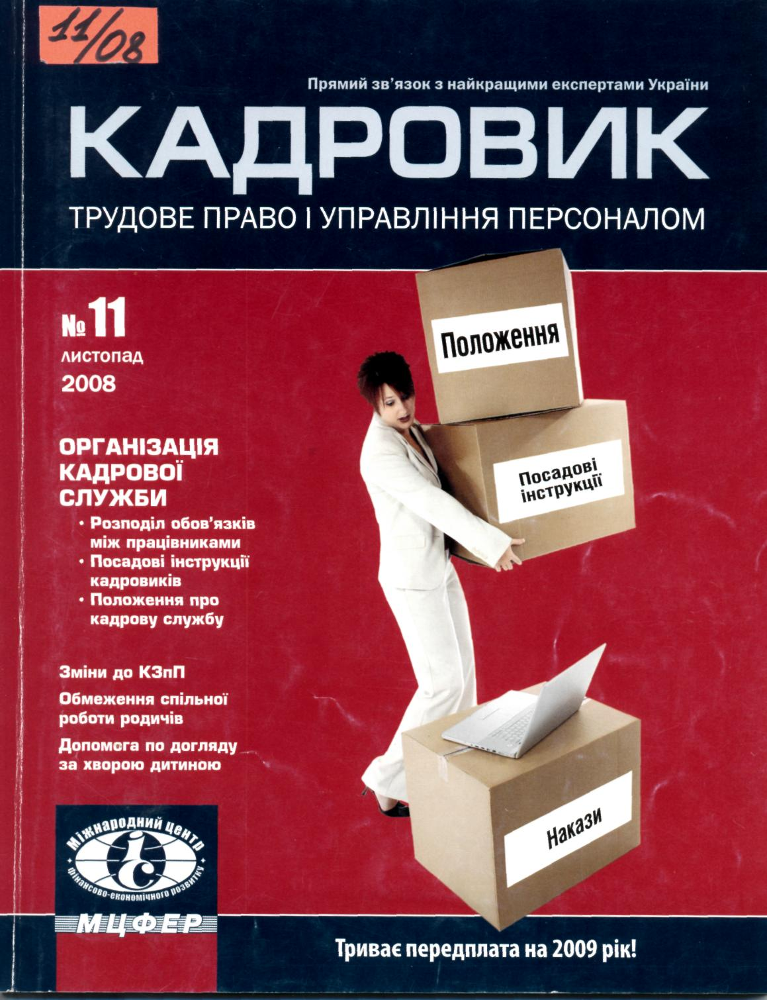 11/08
Прямий зв'язок з найкращими експертами України
КАДРОВИК
ТРУДОВЕ ПРАВО І УПРАВЛІННЯ ПЕРСОНАЛОМ
№ 11
листопад
2008
ОРГАНІЗАЦІЯ
КАДРОВОЇ
СЛУЖБИ
• Розподіл обов'язків
між працівниками
• Посадові інструкції
кадровиків
• Положення про
кадрову службу
Зміни до КЗпП
Обмеження спільної
роботи родичів
Допомога по догляду
за хворою дитиною
Положення
Посадові
інструкції
Накази
Міжнародний центр
іс
фінансово-економічного розвитку
МЦФЕР
Триває передплата на 2009 рік!